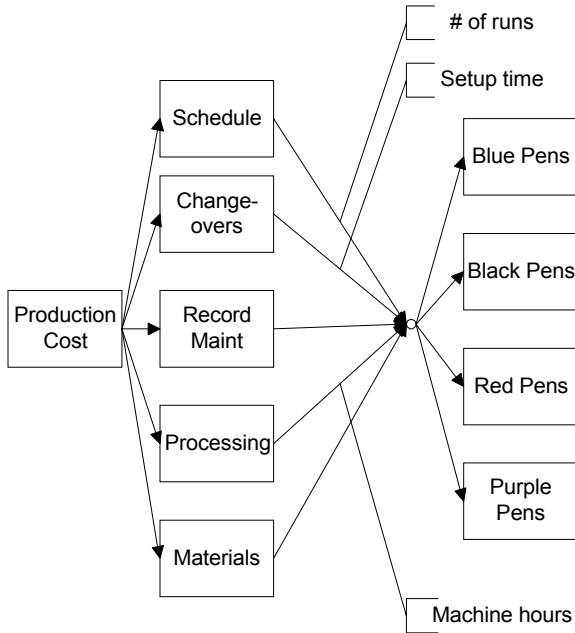 # of runs
Setup time
Schedule
Blue Pens
Change-
overs
Black Pens
Production
Cost
Record
Maint
Red Pens
Processing
Purple
Pens
Materials
Machine hours